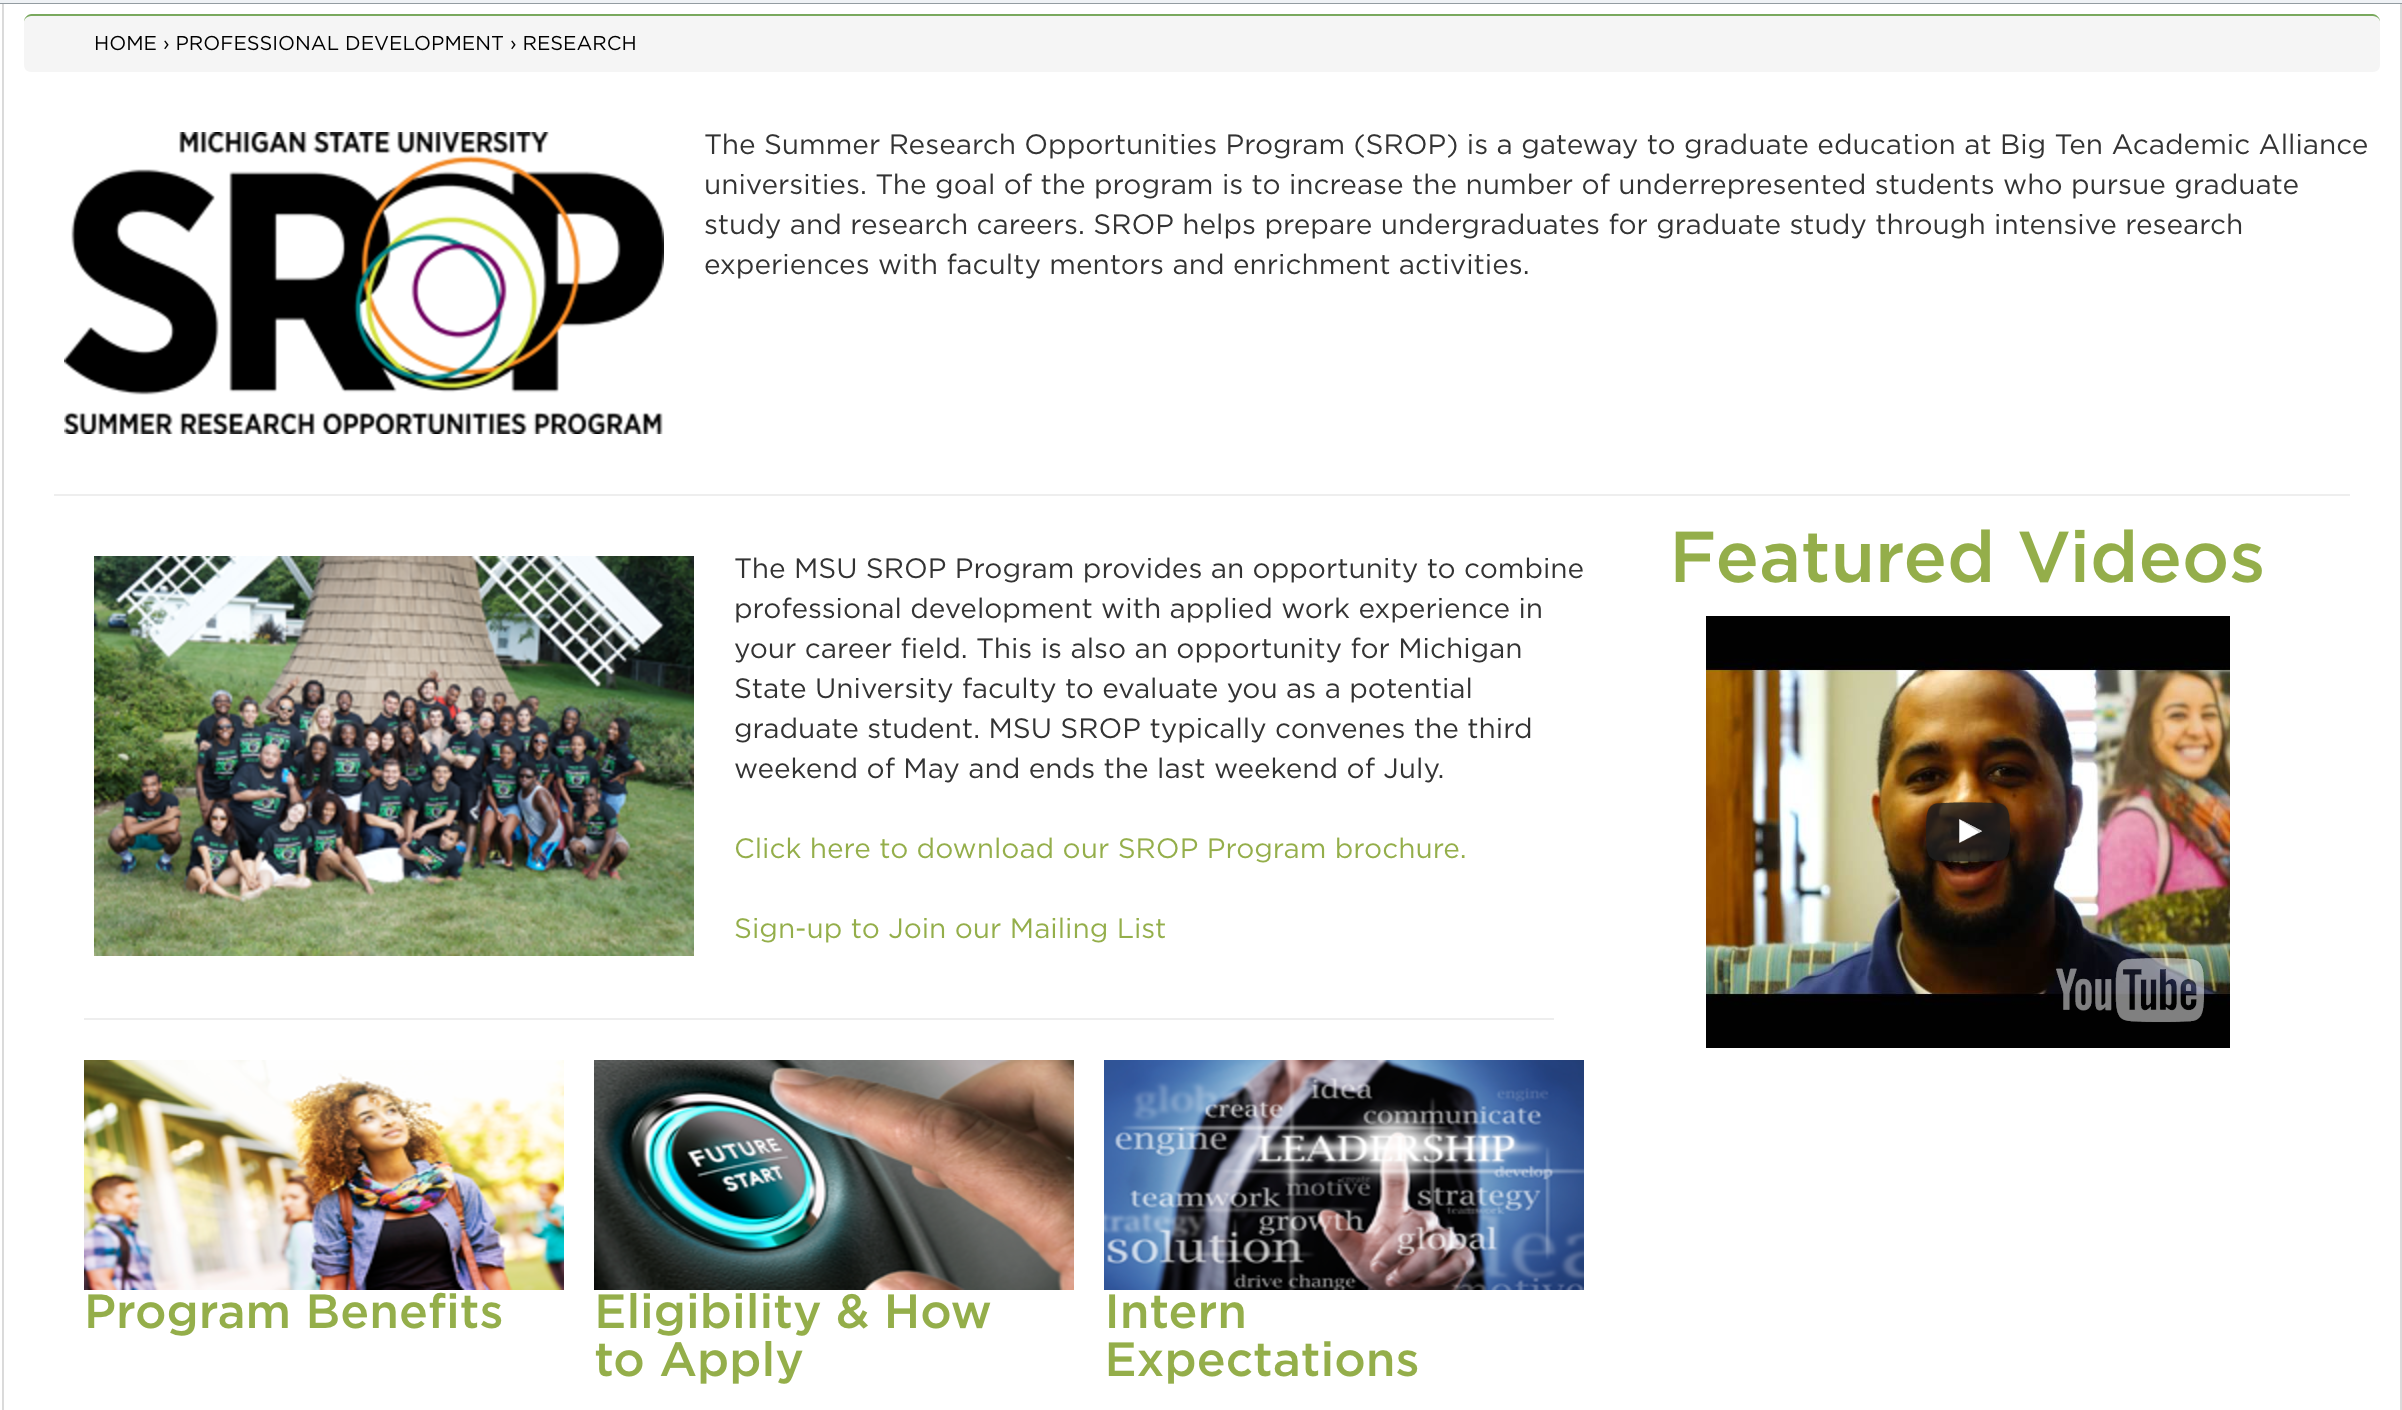 HOME › PROFESSIONAL DEVELOPMENT › RESEARCH
MICHIGAN STATE UNIVERSITY
SROP
SUMMER RESEARCH OPPORTUNITIES PROGRAM
The Summer Research Opportunities Program (SROP) is a gateway to graduate education at Big Ten Academic Alliance
universities. The goal of the program is to increase the number of underrepresented students who pursue graduate
study and research careers. SROP helps prepare undergraduates for graduate study through intensive research
experiences with faculty mentors and enrichment activities.
The MSU SROP Program provides an opportunity to combine
professional development with applied work experience in
your career field. This is also an opportunity for Michigan
State University faculty to evaluate you as a potential
graduate student. MSU SROP typically convenes the third
weekend of May and ends the last weekend of July.
Click here to download our SROP Program brochure.
Sign-up to Join our Mailing List
Featured Videos
YouTube
FUTURE
START
idea
engine
create
communicate
engine
LEADERSHIP
develop
teamwork
motive
strategy
teamwork
growth
global
solution
drive change
motive
Program Benefits
Eligibility & How
to Apply
Intern
Expectations